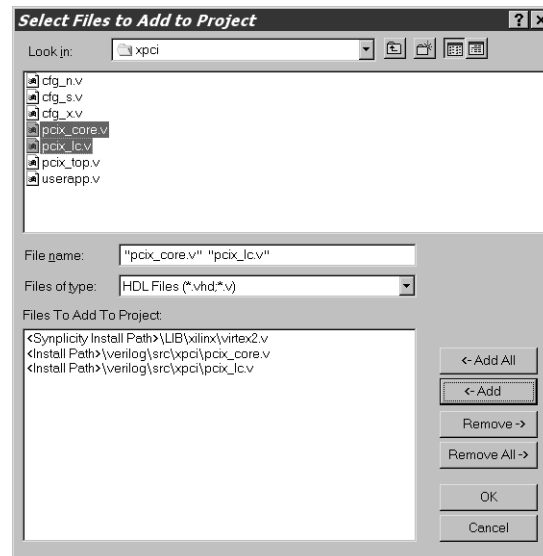 Select Files to Add to Project
Look in: xpci
cfg_n.v
cfg_s.v
cfg_x.v
pcix_core.v
pcix_lc.v
pcix_top.v
userapp.v
File name: "pcix_core.v" "pcix_lc.v"
Files of type: HDL Files (*.vhd;*.v)
Files To Add To Project:
<Synplicity Install Path>\LIB\xilinx\virtex2.v
<Install Path>\verilog\src\xpci\pcix_core.v
<Install Path>\verilog\src\xpci\pcix_lc.v
<- Add All
<- Add
Remove ->
Remove All ->
OK
Cancel